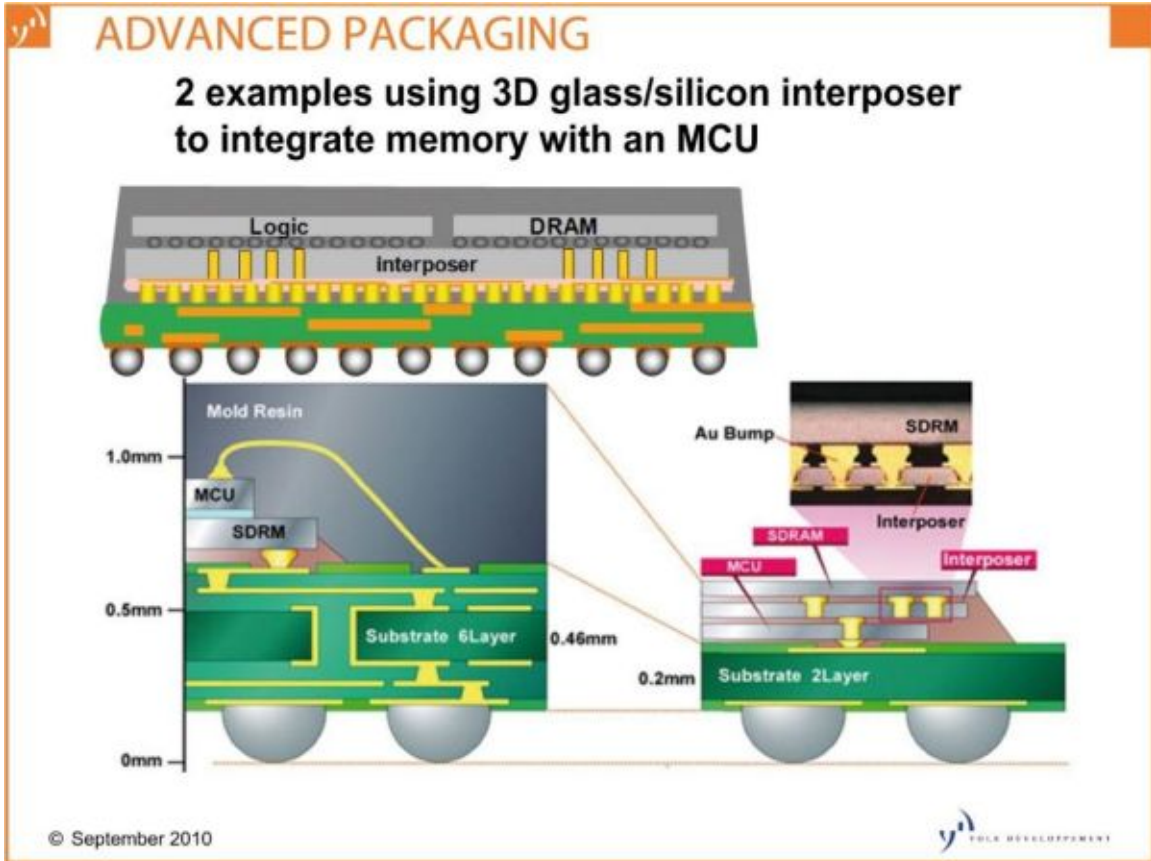 ADVANCED PACKAGING
2 examples using 3D glass/silicon interposer
to integrate memory with an MCU
Logic
DRAM
interposer
Mold Resin
1.0mm
MCU
SDRM
0.5mm
Substrate 6Layer
0.46mm
0mm
SDRM
Au Bump
Interposer
SDRAM
MCU
Interposer
0.2mm
Substrate 2Layer
© September 2010
YOLE DÉVELOPPEMENT